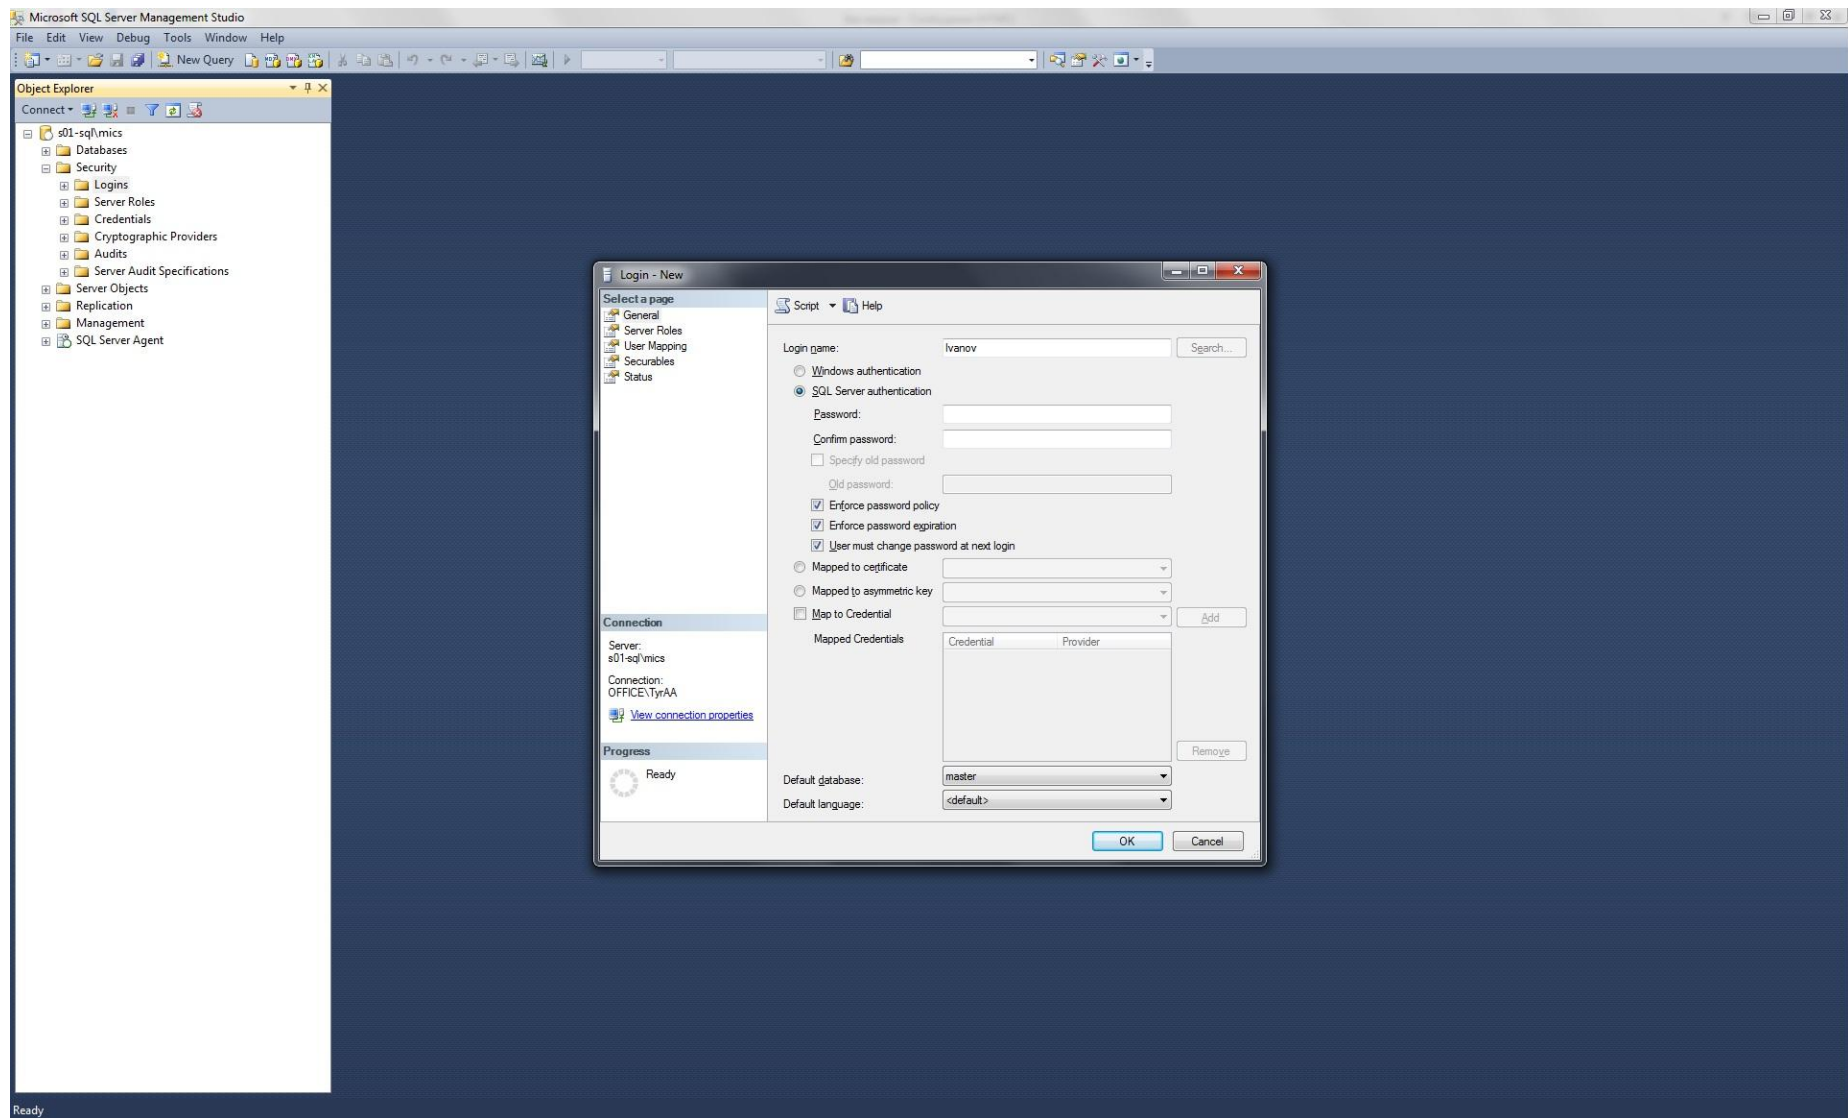 Microsoft SQL Server Management Studio
File Edit View Debug Tools Window Help
New Query
Object Explorer
Connect
s01-sql\mics
Databases
Security
Logins
Server Roles
Credentials
Cryptographic Providers
Audits
Server Audit Specifications
Server Objects
Replication
Management
SQL Server Agent
Login - New
Select a page
General
Server Roles
User Mapping
Securables
Status
Script Help
Login name: Ivanov Search...
Windows authentication
SQL Server authentication
Password:
Confirm password:
Specify old password
Old password:
Enforce password policy
Enforce password expiration
User must change password at next login
Mapped to certificate
Mapped to asymmetric key
Map to Credential Add
Mapped Credentials Credential Provider
Remove
Default database: master
Default language: <default>
Connection
Server:
s01-sql\mics
Connection:
OFFICE\TyrAA
View connection properties
Progress
Ready
OK Cancel
Ready